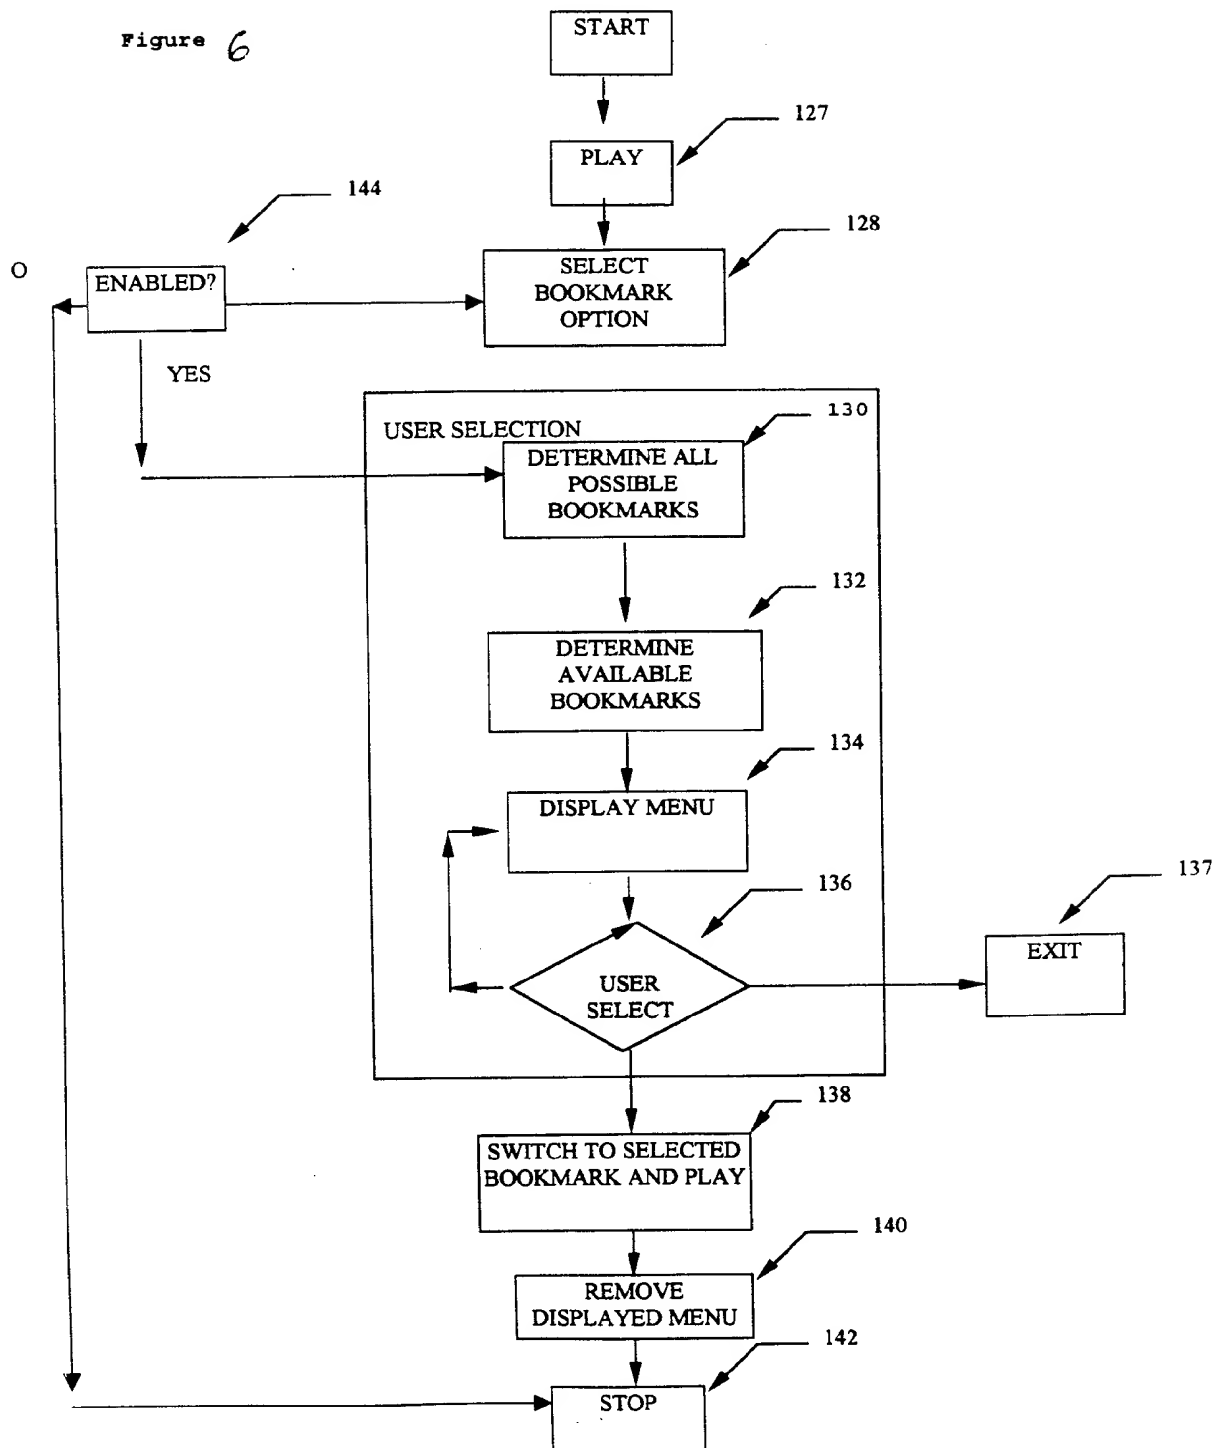 Figure 6
START
127
PLAY
144
128
O
ENABLED?
SELECT
BOOKMARK
OPTION
YES
130
USER SELECTION
DETERMINE ALL
POSSIBLE
BOOKMARKS
132
DETERMINE
AVAILABLE
BOOKMARKS
134
DISPLAY MENU
136
137
EXIT
USER
SELECT
138
SWITCH TO SELECTED
BOOKMARK AND PLAY
140
REMOVE
DISPLAYED MENU
142
STOP